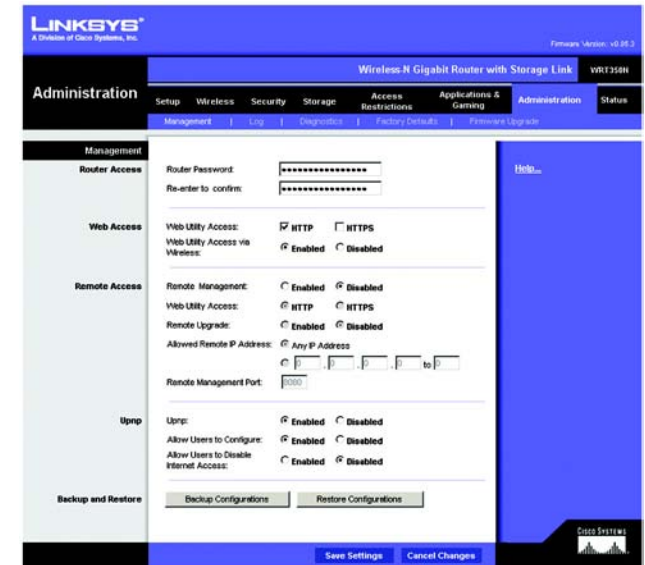 LINKSYS®
A Division of Cisco Systems, Inc.
Firmware Version: v0.95.3
Wireless-N Gigabit Router with Storage Link WRT350N
Administration
Setup Wireless Security Storage Access Restrictions Applications & Gaming Administration Status
Management | Log | Diagnostics | Factory Defaults | Firmware Upgrade
Management
Router Access
Router Password:
Re-enter to confirm:
Help...
Web Access
Web Utility Access: HTTP HTTPS
Web Utility Access via Wireless: Enabled Disabled
Remote Access
Remote Management: Enabled Disabled
Web Utility Access: HTTP HTTPS
Remote Upgrade: Enabled Disabled
Allowed Remote IP Address: Any IP Address
0 . 0 . 0 . 0 to 0
Remote Management Port: 8080
Upnp
Upnp: Enabled Disabled
Allow Users to Configure: Enabled Disabled
Allow Users to Disable Internet Access: Enabled Disabled
Backup and Restore
Backup Configurations Restore Configurations
Save Settings Cancel Changes
CISCO SYSTEMS